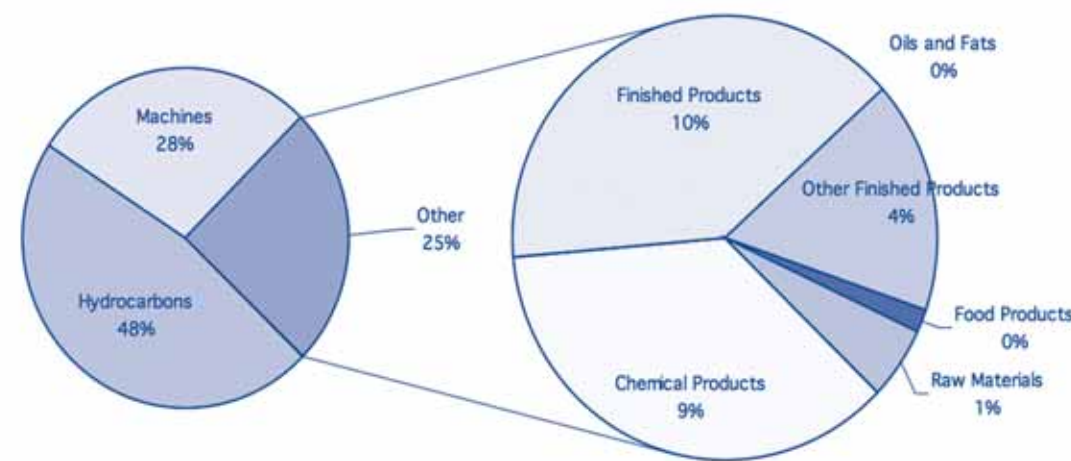 Machines
28%
Other
25%
Hydrocarbons
48%
Oils and Fats
0%
Finished Products
10%
Other Finished Products
4%
Food Products
0%
Raw Materials
1%
Chemical Products
9%